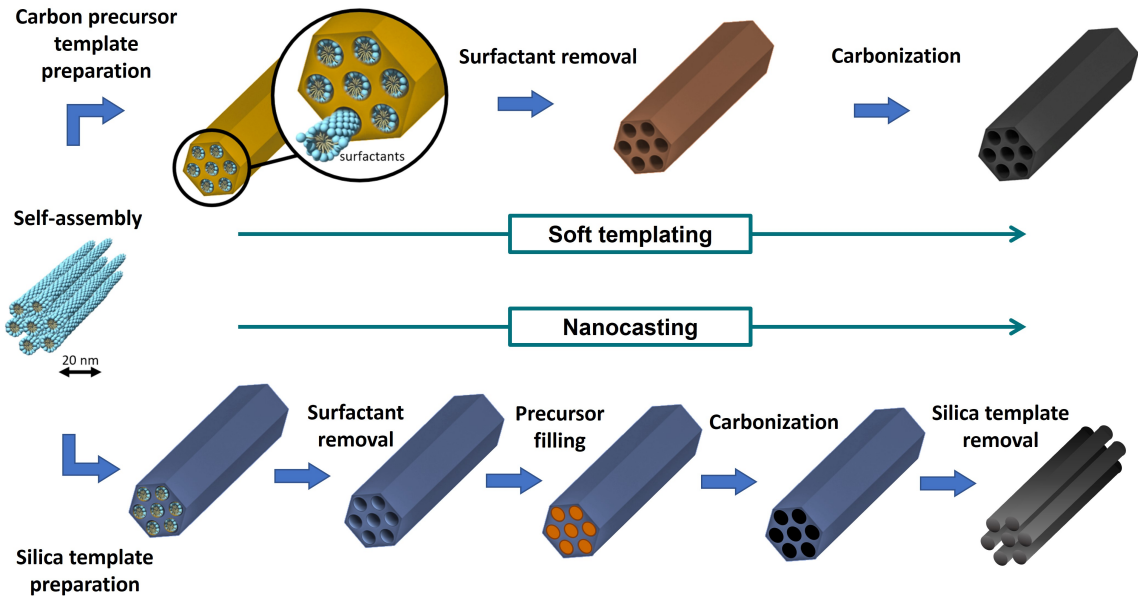 Carbon precursor
template
preparation
surfactants
Surfactant removal
Carbonization
Self-assembly
20 nm
Soft templating
Nanocasting
Silica template
preparation
Surfactant
removal
Precursor
filling
Carbonization
Silica template
removal